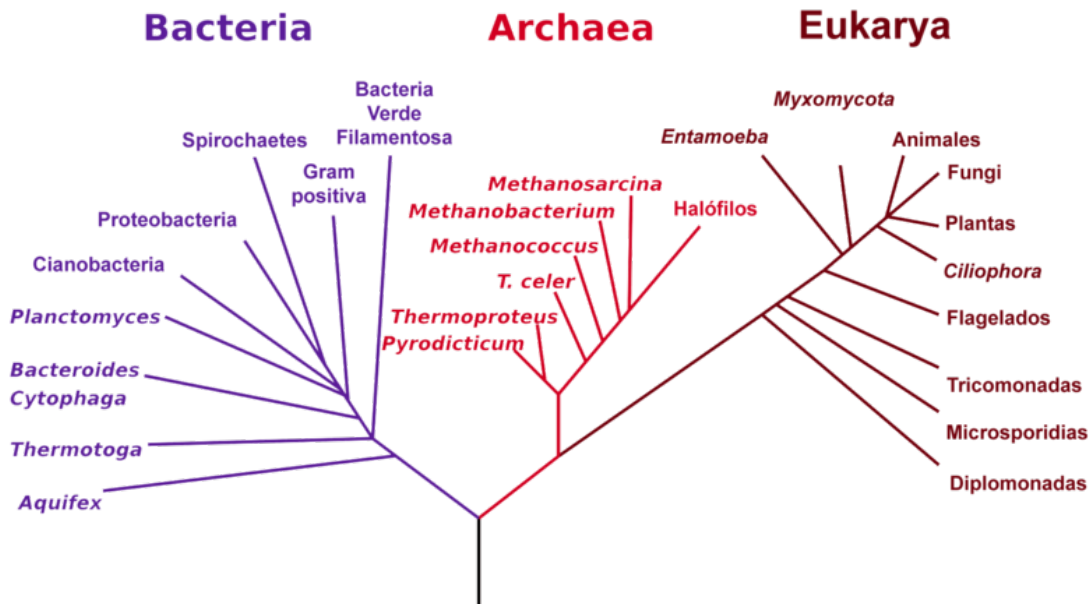 Bacteria
Archaea
Eukarya
Bacteria
Verde
Filamentosa
Spirochaetes
Gram
positiva
Proteobacteria
Cianobacteria
Planctomyces
Bacteroides
Cytophaga
Thermotoga
Aquifex
Methanosarcina
Methanobacterium
Halófilos
Methanococcus
T. celer
Thermoproteus
Pyrodicticum
Myxomycota
Entamoeba
Animales
Fungi
Plantas
Ciliophora
Flagelados
Tricomonadas
Microsporidias
Diplomonadas